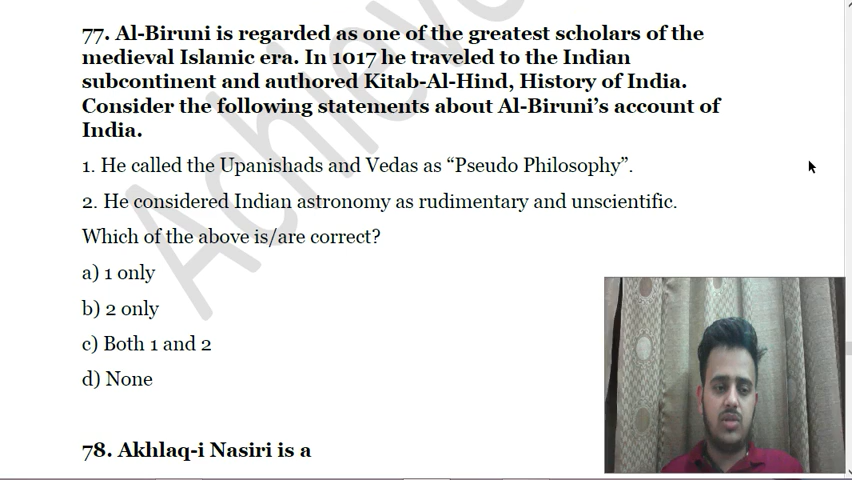 77. Al-Biruni is regarded as one of the greatest scholars of the
medieval Islamic era. In 1017 he traveled to the Indian
subcontinent and authored Kitab-Al-Hind, History of India.
Consider the following statements about Al-Biruni's account of
India.
1. He called the Upanishads and Vedas as “Pseudo Philosophy”.
2. He considered Indian astronomy as rudimentary and unscientific.
Which of the above is/are correct?
a) 1 only
b) 2 only
c) Both 1 and 2
d) None
78. Akhlaq-i Nasiri is a